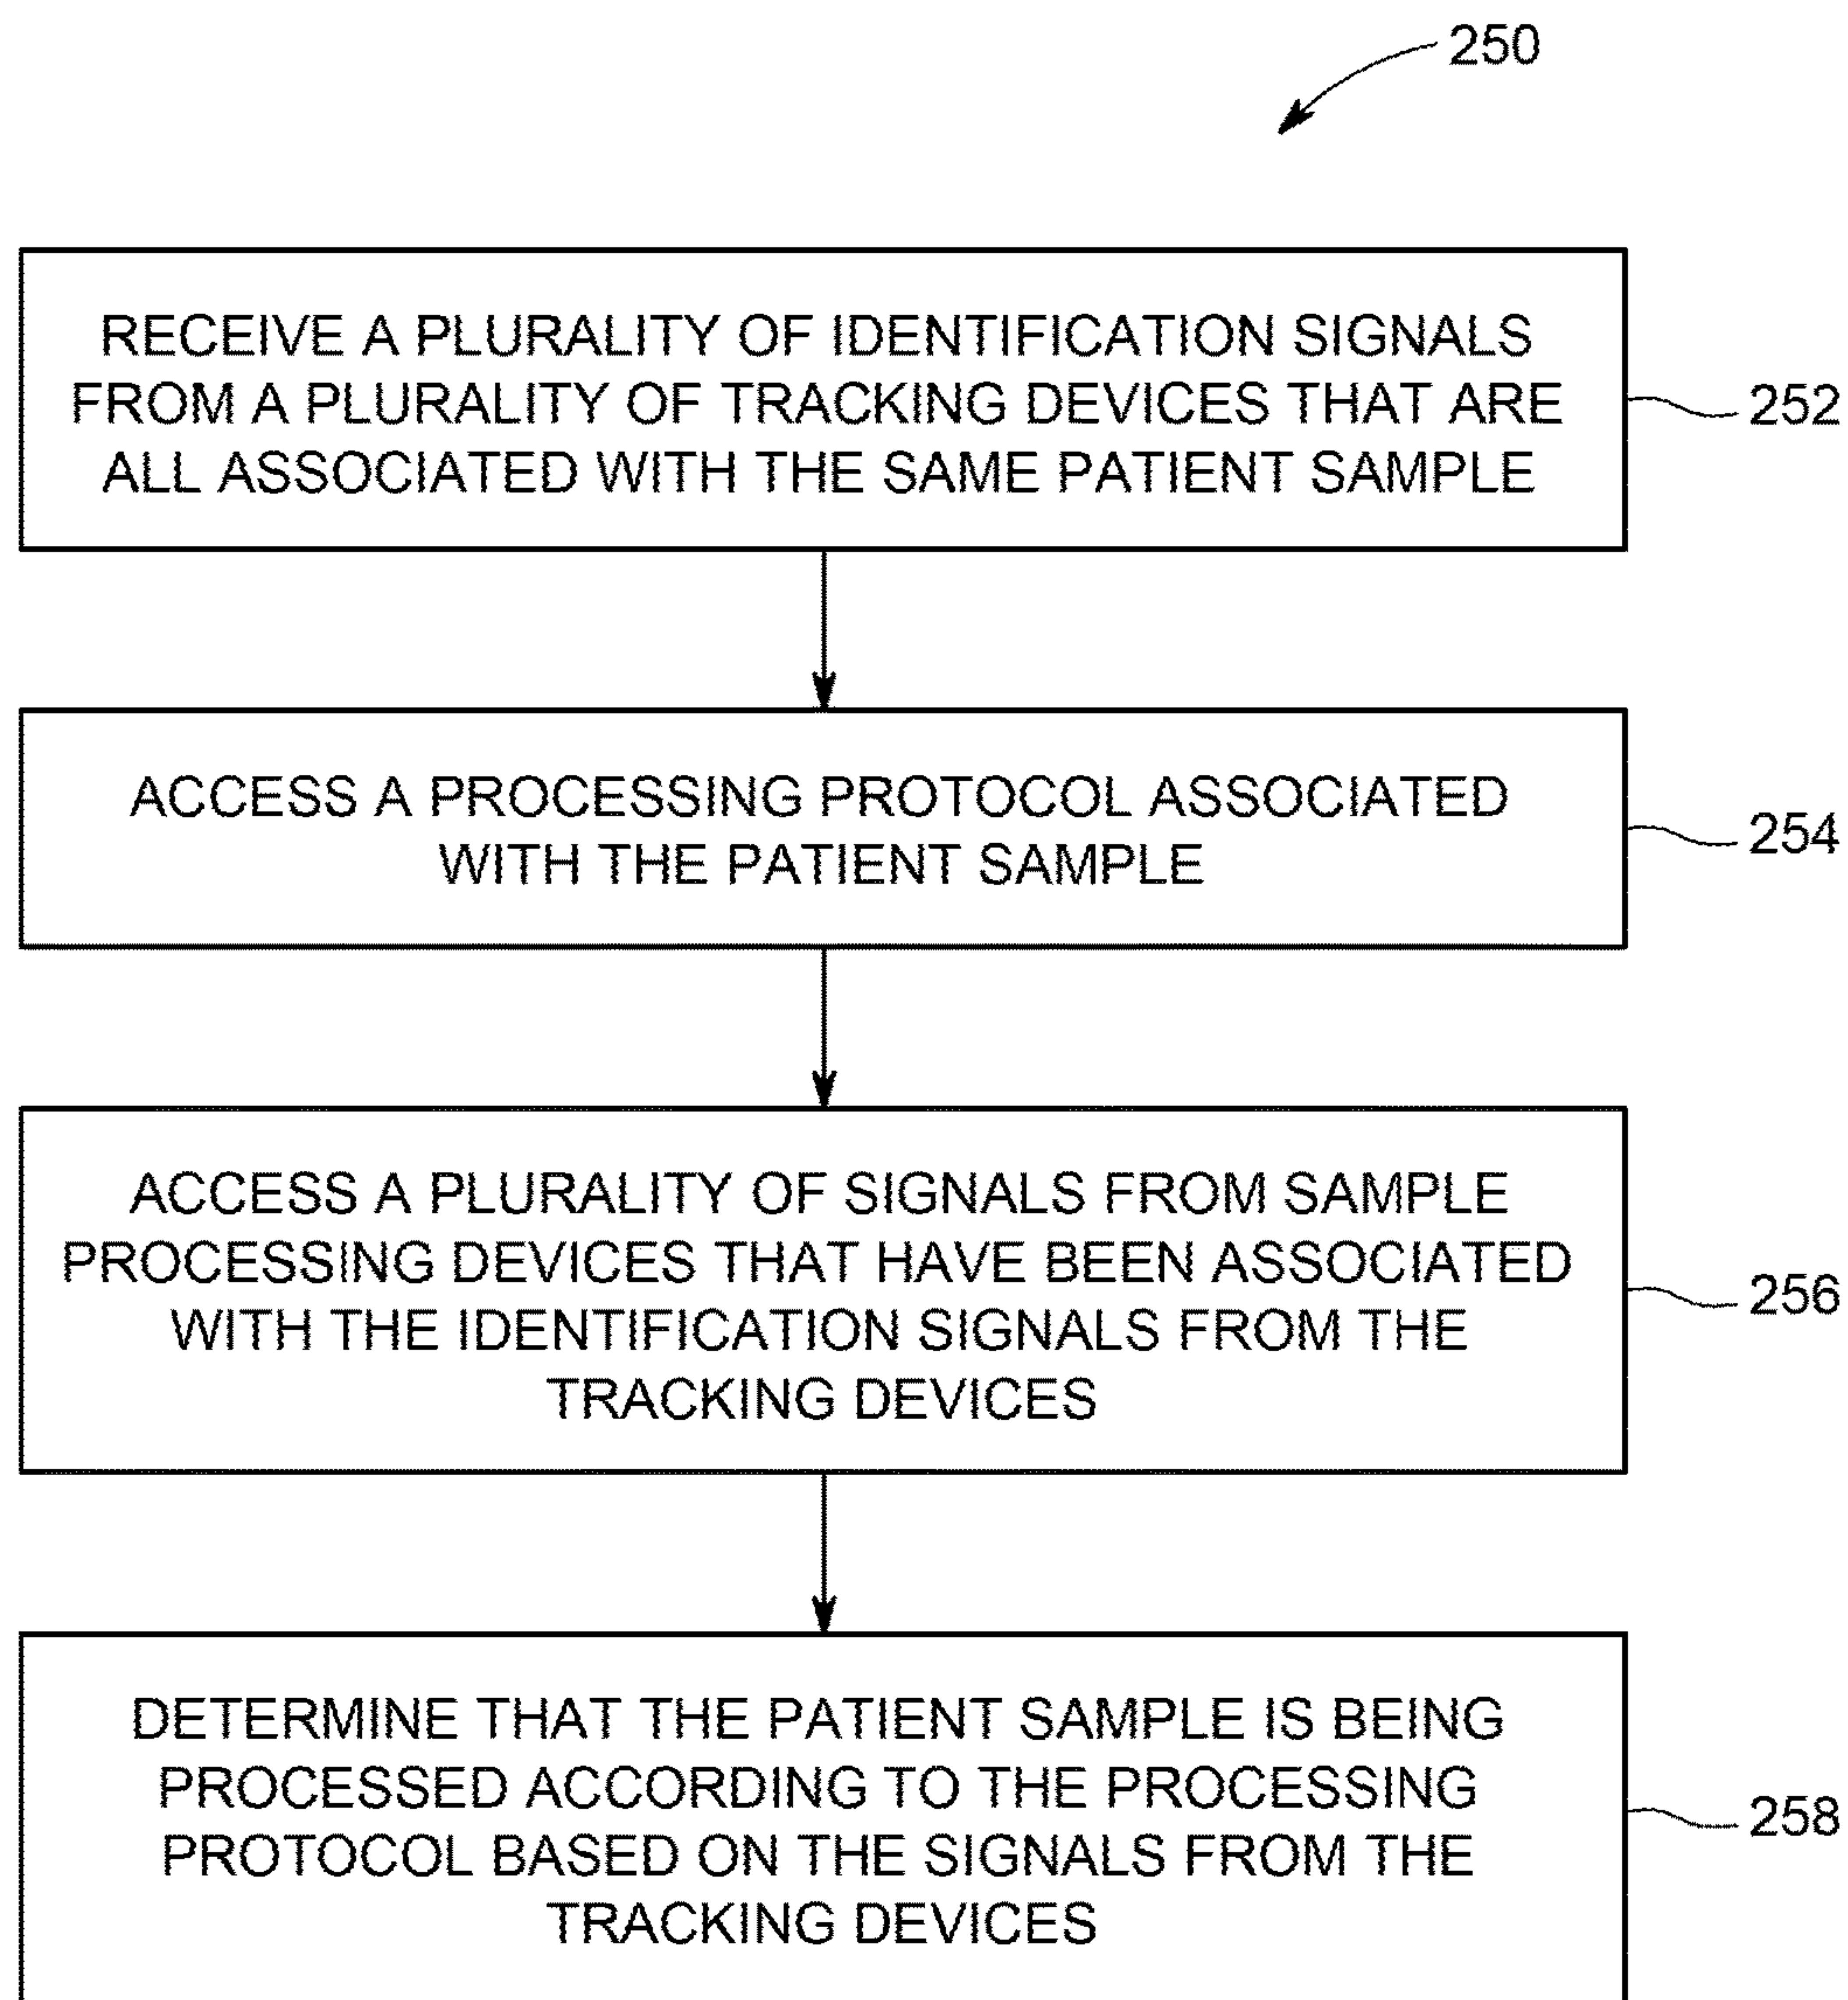 250
RECEIVE A PLURALITY OF IDENTIFICATION SIGNALS
FROM A PLURALITY OF TRACKING DEVICES THAT ARE
ALL ASSOCIATED WITH THE SAME PATIENT SAMPLE
252
ACCESS A PROCESSING PROTOCOL ASSOCIATED
WITH THE PATIENT SAMPLE
254
ACCESS A PLURALITY OF SIGNALS FROM SAMPLE
PROCESSING DEVICES THAT HAVE BEEN ASSOCIATED
WITH THE IDENTIFICATION SIGNALS FROM THE
TRACKING DEVICES
256
DETERMINE THAT THE PATIENT SAMPLE IS BEING
PROCESSED ACCORDING TO THE PROCESSING
PROTOCOL BASED ON THE SIGNALS FROM THE
TRACKING DEVICES
258